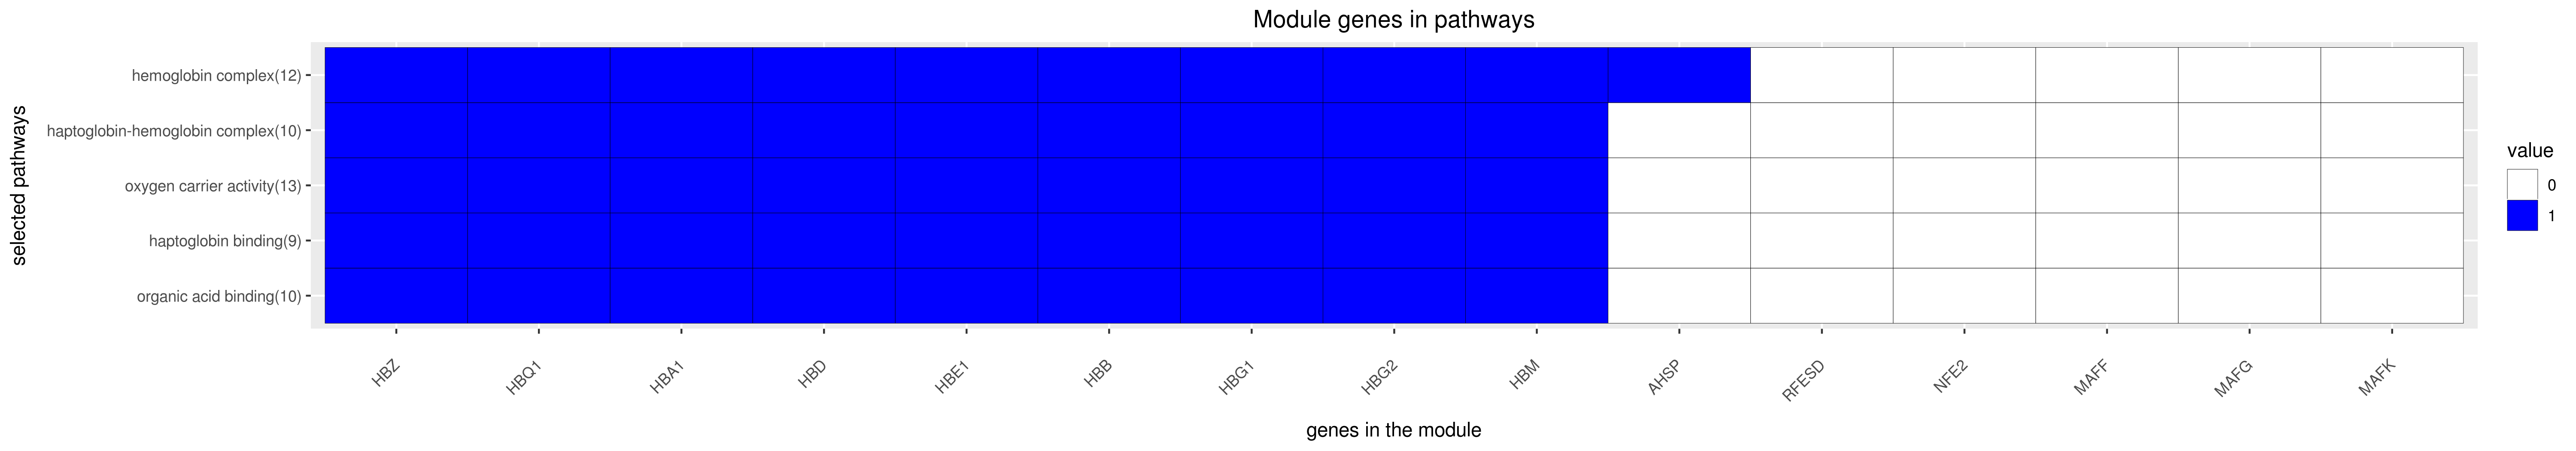 Module genes in pathways
selected pathways
hemoglobin complex(12)
haptoglobin-hemoglobin complex(10)
oxygen carrier activity(13)
haptoglobin binding(9)
organic acid binding(10)
HBZ
HBQ1
HBA1
HBD
HBE1
HBB
HBG1
HBG2
HBM
AHSP
RFESD
NFE2
MAFF
MAFG
MAFK
genes in the module
value
0
1